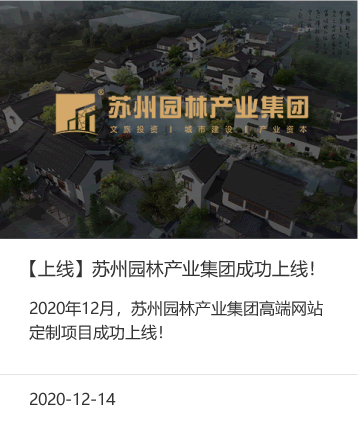 苏州园林产业集团
文旅投资 | 城市建设 | 产业资本
【上线】苏州园林产业集团成功上线！
2020年12月，苏州园林产业集团高端网站
定制项目成功上线！
2020-12-14